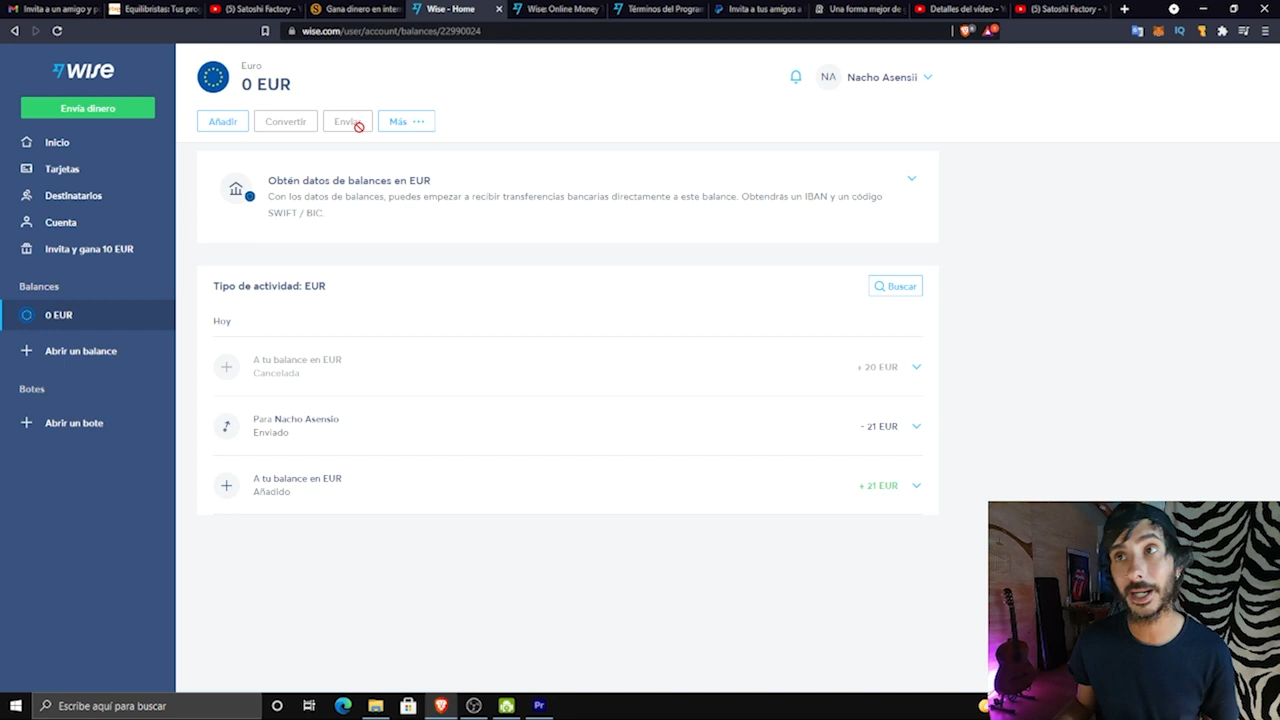 Invita a un amigo y p
Equilibristas: Tus pro
(5) Satoshi Factory -
Gana dinero en inter
Wise - Home
Wise: Online Money
Términos del Progran
Invita a tus amigos a
Una forma mejor de
Detalles del vídeo - Y
(5) Satoshi Factory -
wise.com/user/account/balances/22990024
WISE
Envía dinero
Inicio
Tarjetas
Destinatarios
Cuenta
Invita y gana 10 EUR
Balances
0 EUR
Abrir un balance
Botes
Abrir un bote
Euro
0 EUR
NA
Nacho Asensii
Añadir
Convertir
Enviar
Más
Obtén datos de balances en EUR
Con los datos de balances, puedes empezar a recibir transferencias bancarias directamente a este balance. Obtendrás un IBAN y un código
SWIFT / BIC.
Tipo de actividad: EUR
Buscar
Hoy
A tu balance en EUR
Cancelada
+ 20 EUR
Para Nacho Asensio
Enviado
- 21 EUR
A tu balance en EUR
Añadido
+ 21 EUR
Escribe aquí para buscar
Pr